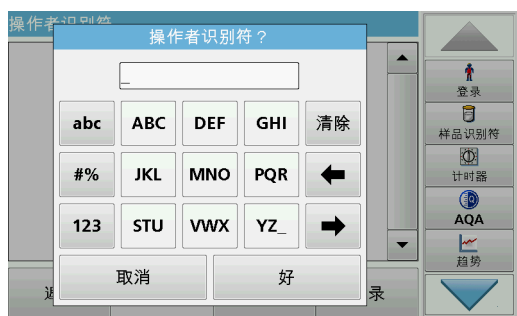 操作者识别符
操作者识别符？
_
abc ABC DEF GHI 清除
#% JKL MNO PQR
123 STU VWX YZ_
取消 好
录
登录
样品识别符
计时器
AQA
趋势